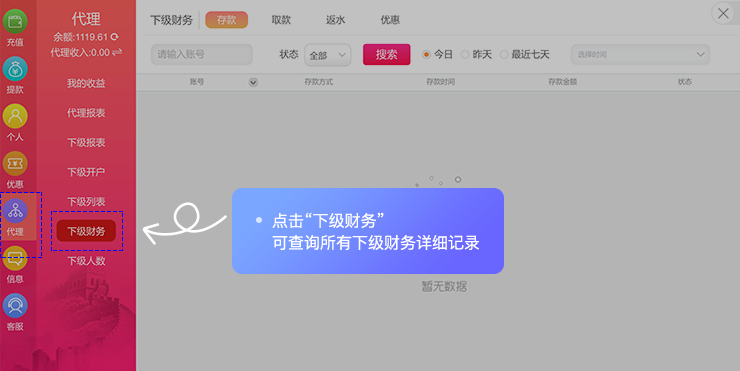 充值
提款
个人
优惠
代理
信息
客服
代理
余额:1119.61
代理收入:0.00
我的收益
代理报表
下级报表
下级开户
下级列表
下级财务
下级人数
下级财务 存款 取款 返水 优惠
请输入账号 状态 全部 搜索 今日 昨天 最近七天 选择时间
账号 存款方式 存款时间 存款金额 状态
点击“下级财务”
可查询所有下级财务详细记录
暂无数据